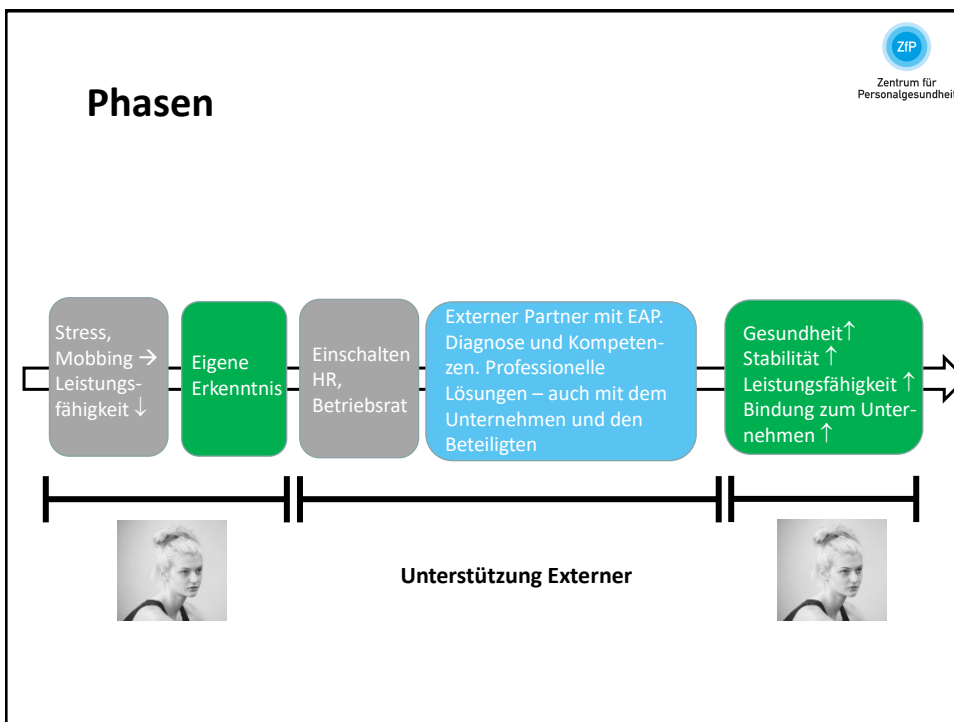 ZfP
Zentrum für
Personalgesundheit
Phasen
Stress,
Mobbing →
Leistungs-
fähigkeit ↓
Eigene
Erkenntnis
Einschalten
HR,
Betriebsrat
Externer Partner mit EAP.
Diagnose und Kompeten-
zen. Professionelle
Lösungen – auch mit dem
Unternehmen und den
Beteiligten
Gesundheit↑
Stabilität ↑
Leistungsfähigkeit ↑
Bindung zum Unter-
nehmen ↑
Unterstützung Externer